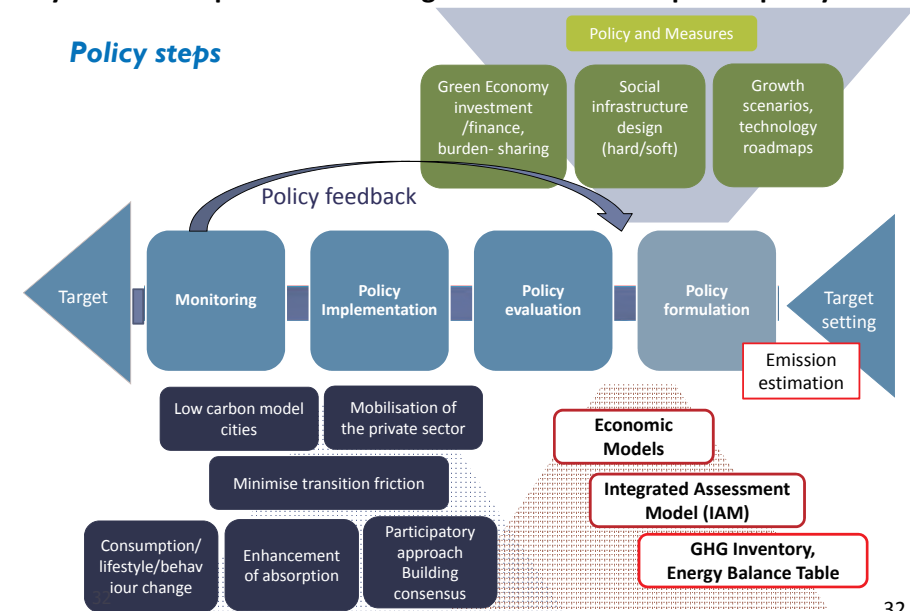 Policy steps
Policy and Measures
Green Economy
investment
/finance,
burden- sharing
Social
infrastructure
design
(hard/soft)
Growth
scenarios,
technology
roadmaps
Policy feedback
Target
Monitoring
Policy
Implementation
Policy
evaluation
Policy
formulation
Target
setting
Emission
estimation
Low carbon model
cities
Mobilisation of
the private sector
Minimise transition friction
Consumption/
lifestyle/behav
iour change
Enhancement
of absorption
Participatory
approach
Building
consensus
Economic
Models
Integrated Assessment
Model (IAM)
GHG Inventory,
Energy Balance Table
32
32